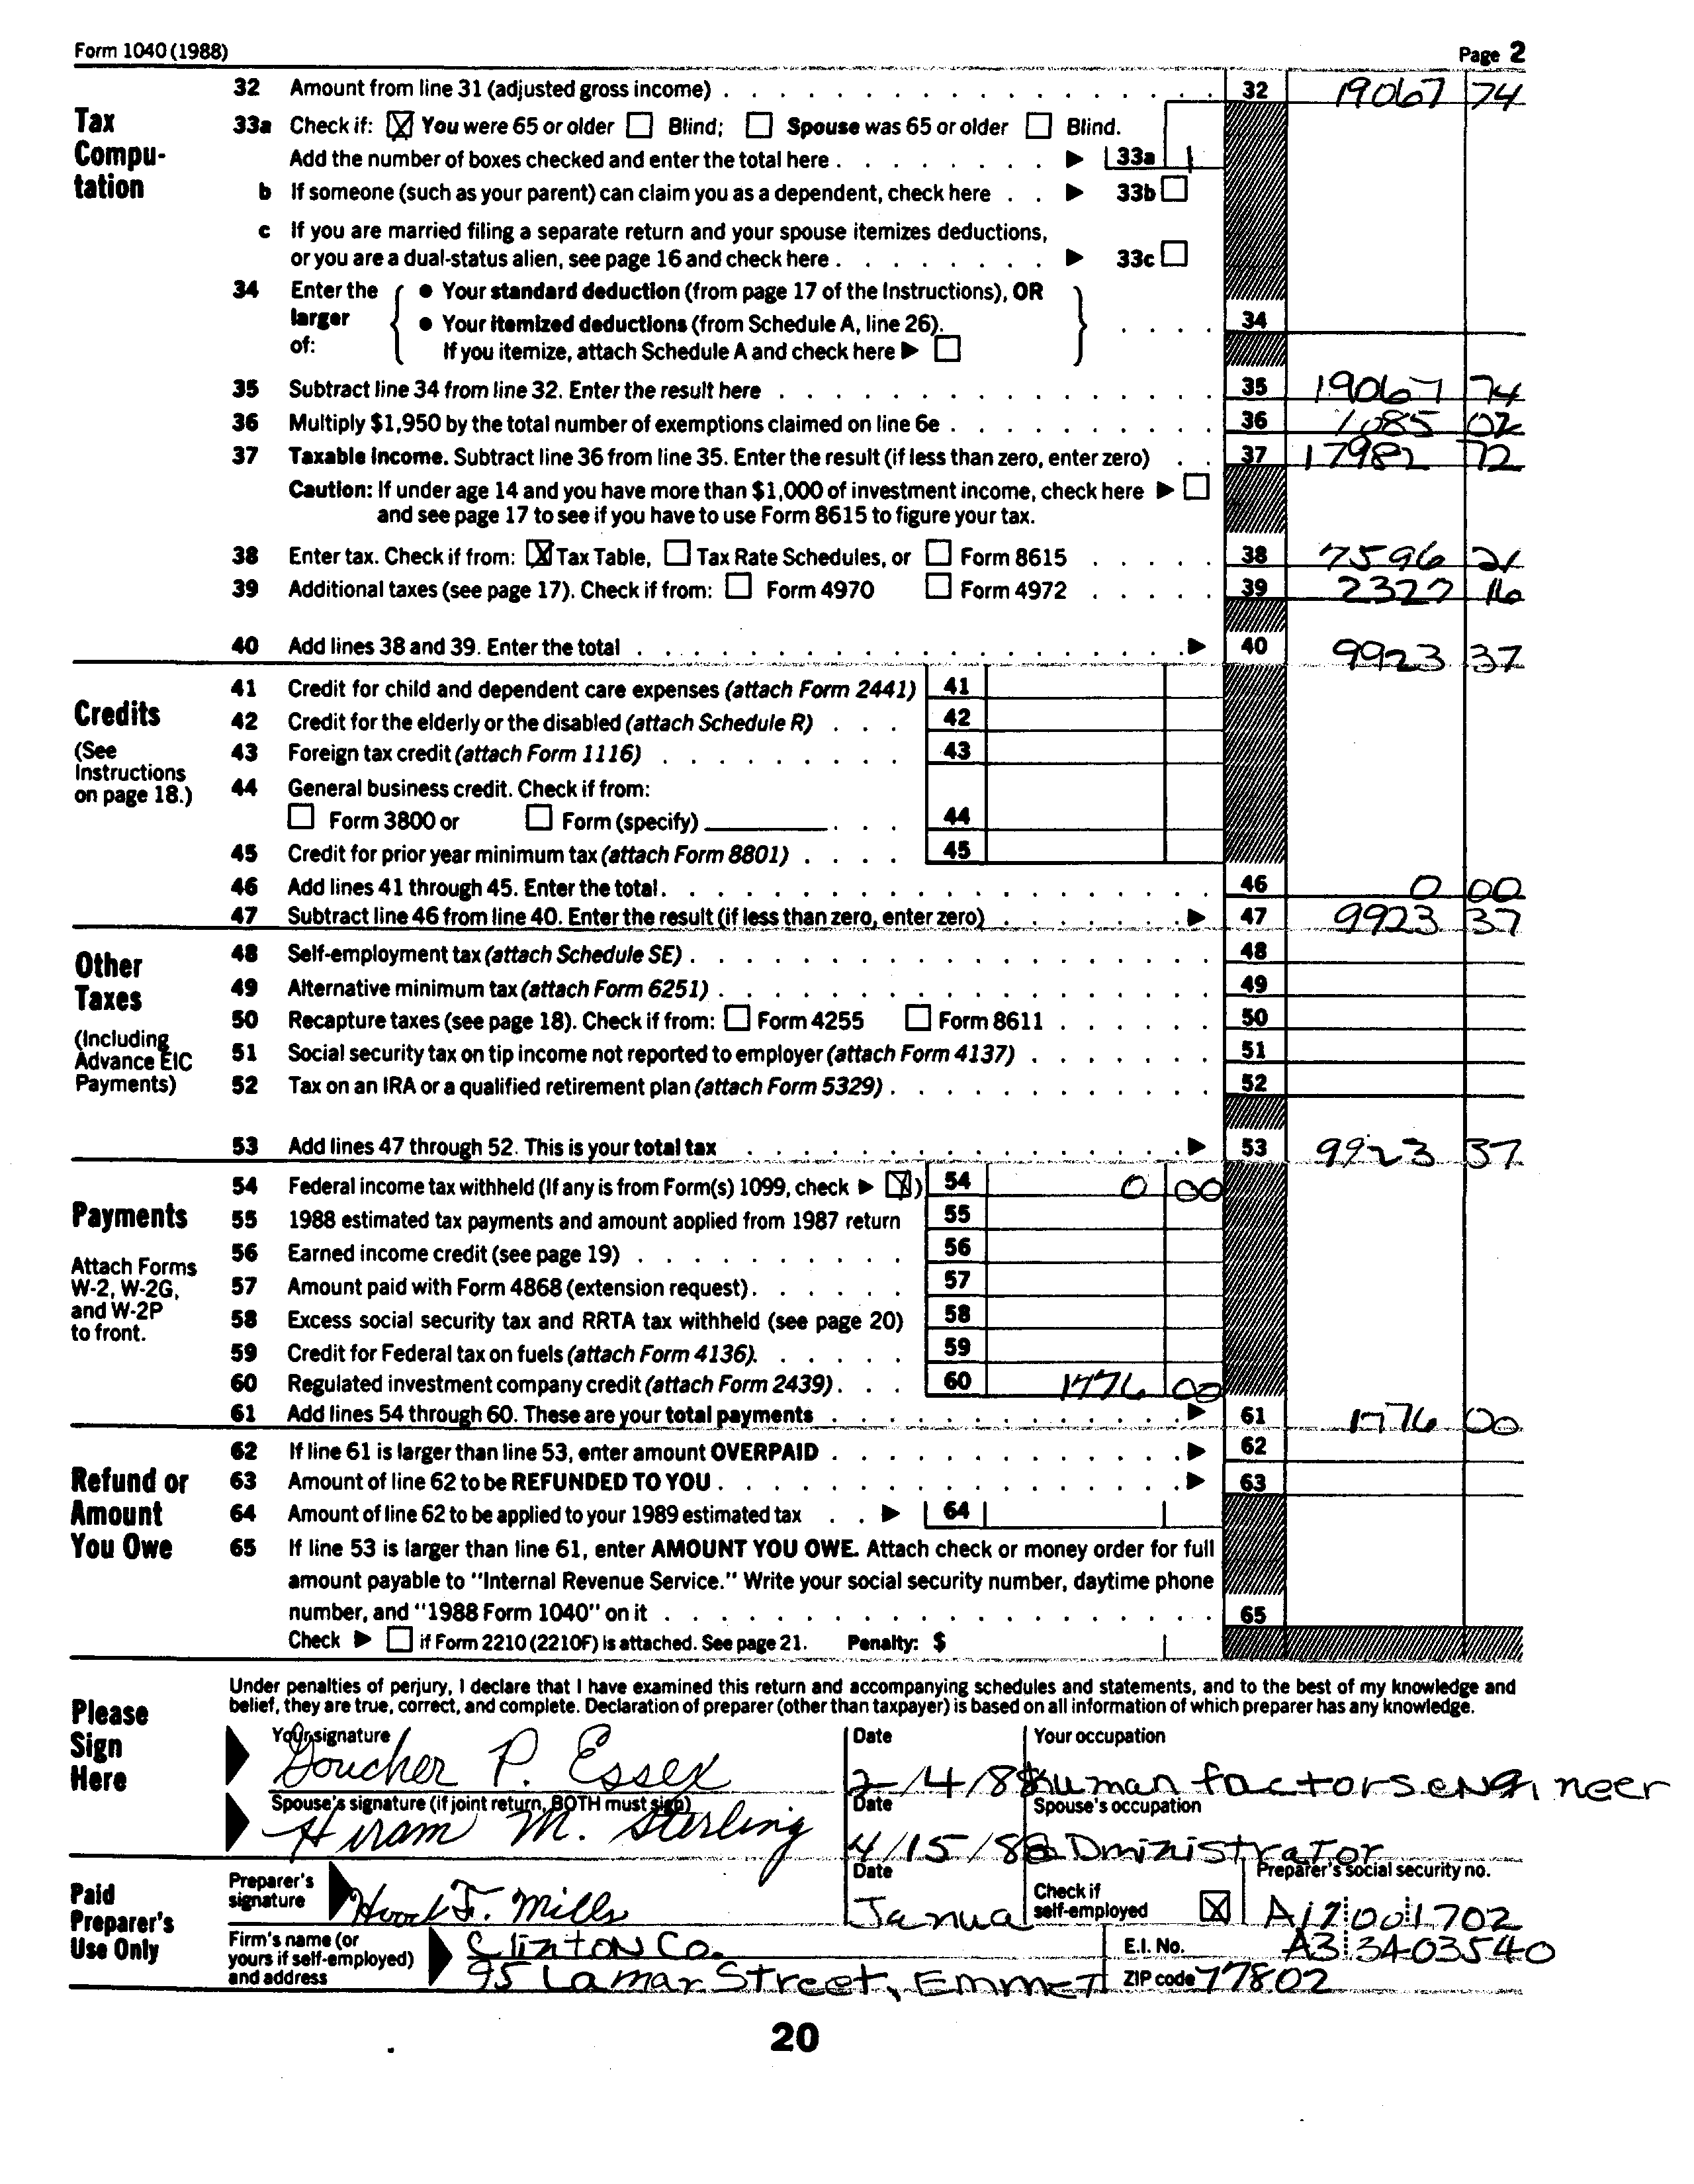 Form 1040 (1988) Page 2
Tax Compu-tation
32 Amount from line 31 (adjusted gross income) 32 19067 74
33a Check if: ☒ You were 65 or older ☐ Blind; ☐ Spouse was 65 or older ☐ Blind.
Add the number of boxes checked and enter the total here ▶ 33a 1
b If someone (such as your parent) can claim you as a dependent, check here ▶ 33b ☐
c If you are married filing a separate return and your spouse itemizes deductions,
or you are a dual-status alien, see page 16 and check here ▶ 33c ☐
34 Enter the larger of: { ● Your standard deduction (from page 17 of the Instructions), OR
● Your itemized deductions (from Schedule A, line 26). } 34
If you itemize, attach Schedule A and check here ▶ ☐
35 Subtract line 34 from line 32. Enter the result here 35 19067 74
36 Multiply $1,950 by the total number of exemptions claimed on line 6e 36 1,085 02
37 Taxable income. Subtract line 36 from line 35. Enter the result (if less than zero, enter zero) 37 17982 72
Caution: If under age 14 and you have more than $1,000 of investment income, check here ▶ ☐
and see page 17 to see if you have to use Form 8615 to figure your tax.
38 Enter tax. Check if from: ☒ Tax Table, ☐ Tax Rate Schedules, or ☐ Form 8615 38 7596 21
39 Additional taxes (see page 17). Check if from: ☐ Form 4970 ☐ Form 4972 39 2327 16
40 Add lines 38 and 39. Enter the total ▶ 40 9923 37
Credits
(See Instructions on page 18.)
41 Credit for child and dependent care expenses (attach Form 2441) 41
42 Credit for the elderly or the disabled (attach Schedule R) 42
43 Foreign tax credit (attach Form 1116) 43
44 General business credit. Check if from:
☐ Form 3800 or ☐ Form (specify) 44
45 Credit for prior year minimum tax (attach Form 8801) 45
46 Add lines 41 through 45. Enter the total 46 0 00
47 Subtract line 46 from line 40. Enter the result (if less than zero, enter zero) ▶ 47 9923 37
Other Taxes
(Including Advance EIC Payments)
48 Self-employment tax (attach Schedule SE) 48
49 Alternative minimum tax (attach Form 6251) 49
50 Recapture taxes (see page 18). Check if from: ☐ Form 4255 ☐ Form 8611 50
51 Social security tax on tip income not reported to employer (attach Form 4137) 51
52 Tax on an IRA or a qualified retirement plan (attach Form 5329) 52
53 Add lines 47 through 52. This is your total tax ▶ 53 9923 37
Payments
Attach Forms W-2, W-2G, and W-2P to front.
54 Federal income tax withheld (If any is from Form(s) 1099, check ▶ ☒) 54 0 00
55 1988 estimated tax payments and amount applied from 1987 return 55
56 Earned income credit (see page 19) 56
57 Amount paid with Form 4868 (extension request) 57
58 Excess social security tax and RRTA tax withheld (see page 20) 58
59 Credit for Federal tax on fuels (attach Form 4136) 59
60 Regulated investment company credit (attach Form 2439) 60 1776 00
61 Add lines 54 through 60. These are your total payments ▶ 61 1776 00
Refund or Amount You Owe
62 If line 61 is larger than line 53, enter amount OVERPAID ▶ 62
63 Amount of line 62 to be REFUNDED TO YOU ▶ 63
64 Amount of line 62 to be applied to your 1989 estimated tax ▶ 64
65 If line 53 is larger than line 61, enter AMOUNT YOU OWE. Attach check or money order for full
amount payable to "Internal Revenue Service." Write your social security number, daytime phone
number, and "1988 Form 1040" on it 65
Check ▶ ☐ if Form 2210 (2210F) is attached. See page 21. Penalty: $
Please Sign Here
Under penalties of perjury, I declare that I have examined this return and accompanying schedules and statements, and to the best of my knowledge and
belief, they are true, correct, and complete. Declaration of preparer (other than taxpayer) is based on all information of which preparer has any knowledge.
Your signature Date Your occupation
Goucher P. Essex 2/4/88 human factors engineer
Spouse's signature (if joint return, BOTH must sign) Date Spouse's occupation
Hiram M. Sterling 4/15/88 aDministrator
Paid Preparer's Use Only
Preparer's signature F. Mills Date Janua Check if self-employed ☒ Preparer's social security no. A17 00 1702
Firm's name (or yours if self-employed) and address Clinton Co. E.I. No. A3 3403540
95 Lamar Street, Emmet ZIP code 77802
20